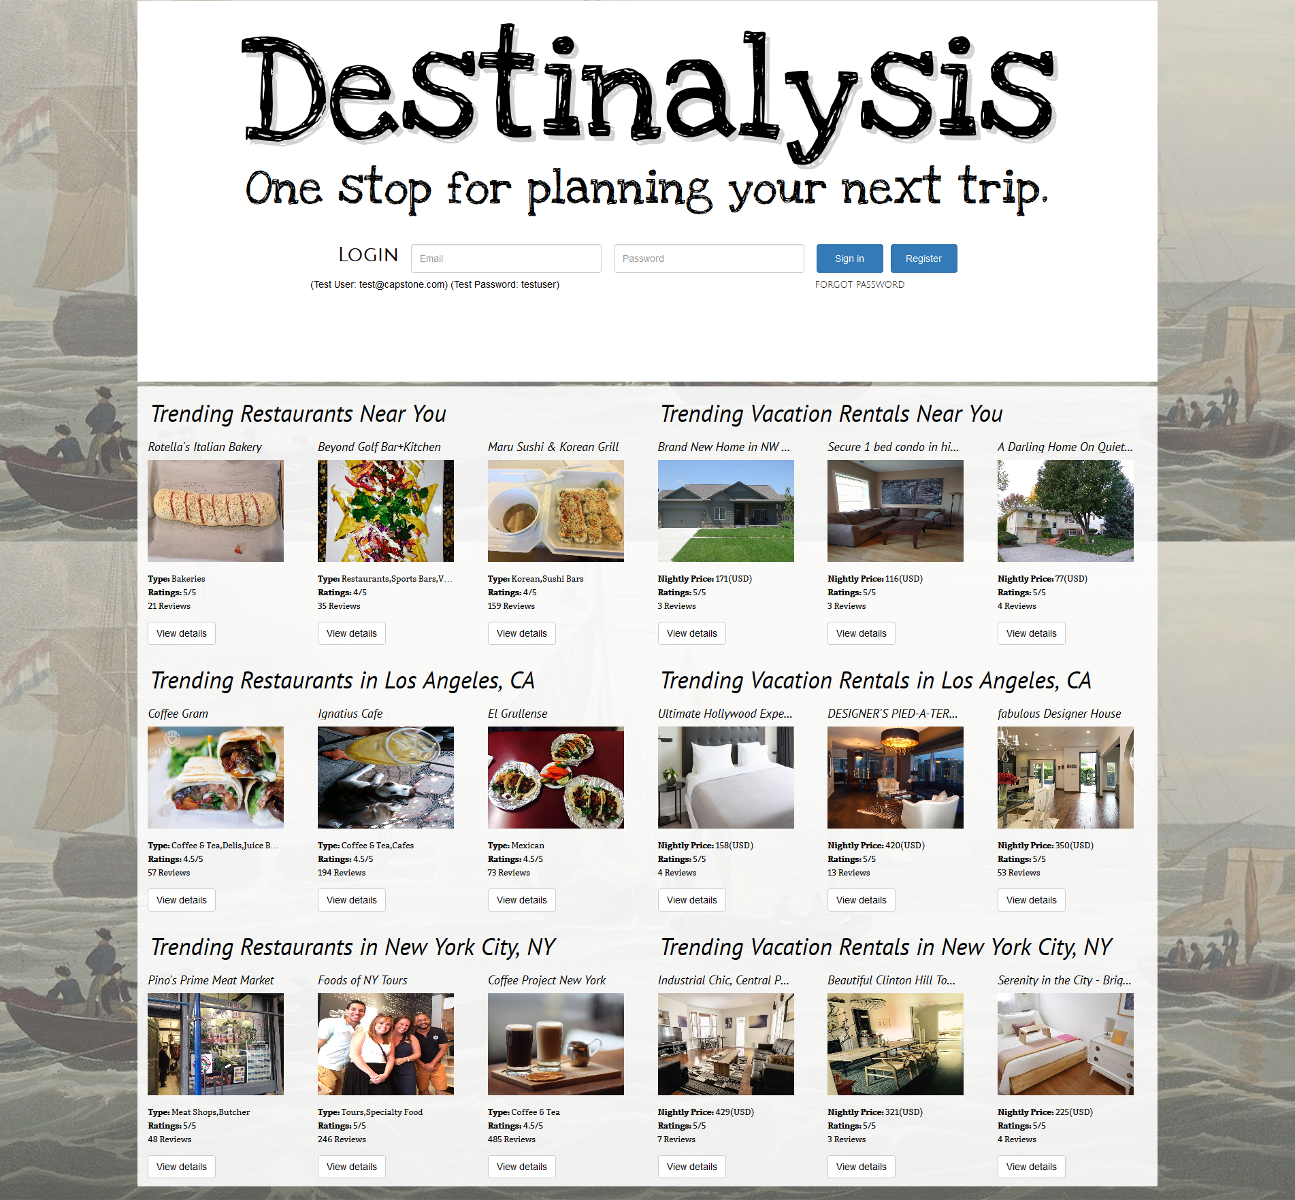 Destinalysis
One stop for planning your next trip.
LOGIN Email Password Sign in Register
(Test User: test@capstone.com) (Test Password: testuser) FORGOT PASSWORD
Trending Restaurants Near You
Rotella's Italian Bakery Beyond Golf Bar+Kitchen Maru Sushi & Korean Grill
Type: Bakeries Type: Restaurants,Sports Bars,V... Type: Korean,Sushi Bars
Ratings: 5/5 Ratings: 4/5 Ratings: 4/5
21 Reviews 35 Reviews 159 Reviews
View details View details View details
Trending Vacation Rentals Near You
Brand New Home in NW ... Secure 1 bed condo in hi... A Darling Home On Quiet...
Nightly Price: 171(USD) Nightly Price: 116(USD) Nightly Price: 77(USD)
Ratings: 5/5 Ratings: 5/5 Ratings: 5/5
3 Reviews 3 Reviews 4 Reviews
View details View details View details
Trending Restaurants in Los Angeles, CA
Coffee Gram Ignatius Cafe El Grullense
Type: Coffee & Tea,Delis,Juice B... Type: Coffee & Tea,Cafes Type: Mexican
Ratings: 4.5/5 Ratings: 4.5/5 Ratings: 4.5/5
57 Reviews 194 Reviews 73 Reviews
View details View details View details
Trending Vacation Rentals in Los Angeles, CA
Ultimate Hollywood Expe... DESIGNER'S PIED-A-TER... fabulous Designer House
Nightly Price: 158(USD) Nightly Price: 420(USD) Nightly Price: 350(USD)
Ratings: 5/5 Ratings: 5/5 Ratings: 5/5
4 Reviews 13 Reviews 53 Reviews
View details View details View details
Trending Restaurants in New York City, NY
Pino's Prime Meat Market Foods of NY Tours Coffee Project New York
Type: Meat Shops,Butcher Type: Tours,Specialty Food Type: Coffee & Tea
Ratings: 5/5 Ratings: 5/5 Ratings: 4.5/5
48 Reviews 246 Reviews 485 Reviews
View details View details View details
Trending Vacation Rentals in New York City, NY
Industrial Chic, Central P... Beautiful Clinton Hill To... Serenity in the City - Brig...
Nightly Price: 429(USD) Nightly Price: 321(USD) Nightly Price: 225(USD)
Ratings: 5/5 Ratings: 5/5 Ratings: 5/5
7 Reviews 3 Reviews 4 Reviews
View details View details View details